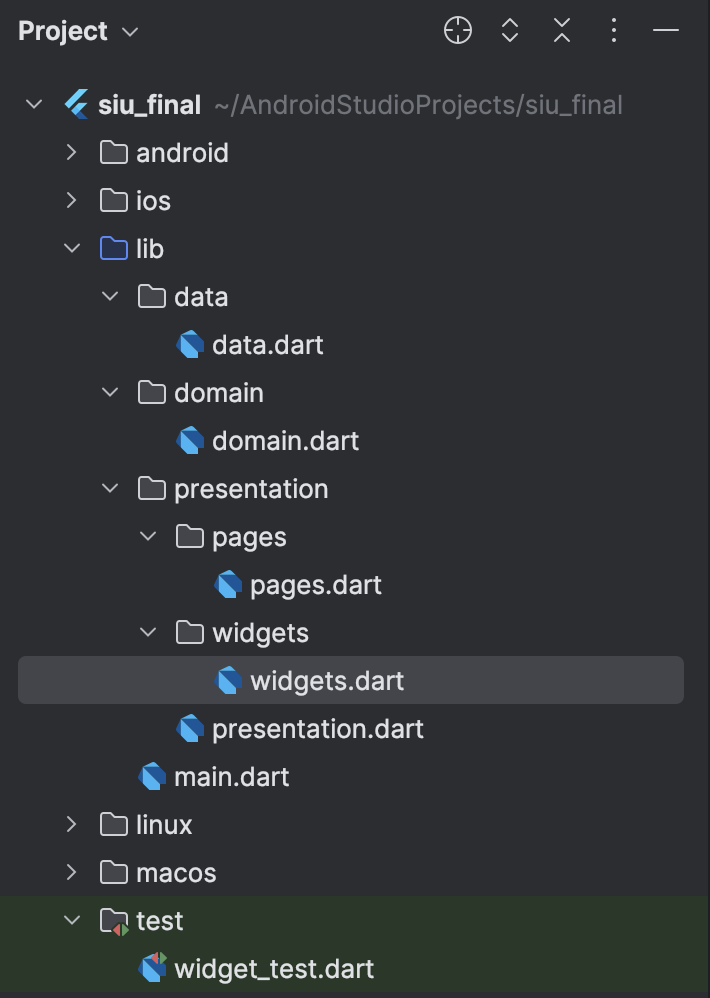 Project
siu_final ~/AndroidStudioProjects/siu_final
android
ios
lib
data
data.dart
domain
domain.dart
presentation
pages
pages.dart
widgets
widgets.dart
presentation.dart
main.dart
linux
macos
test
widget_test.dart